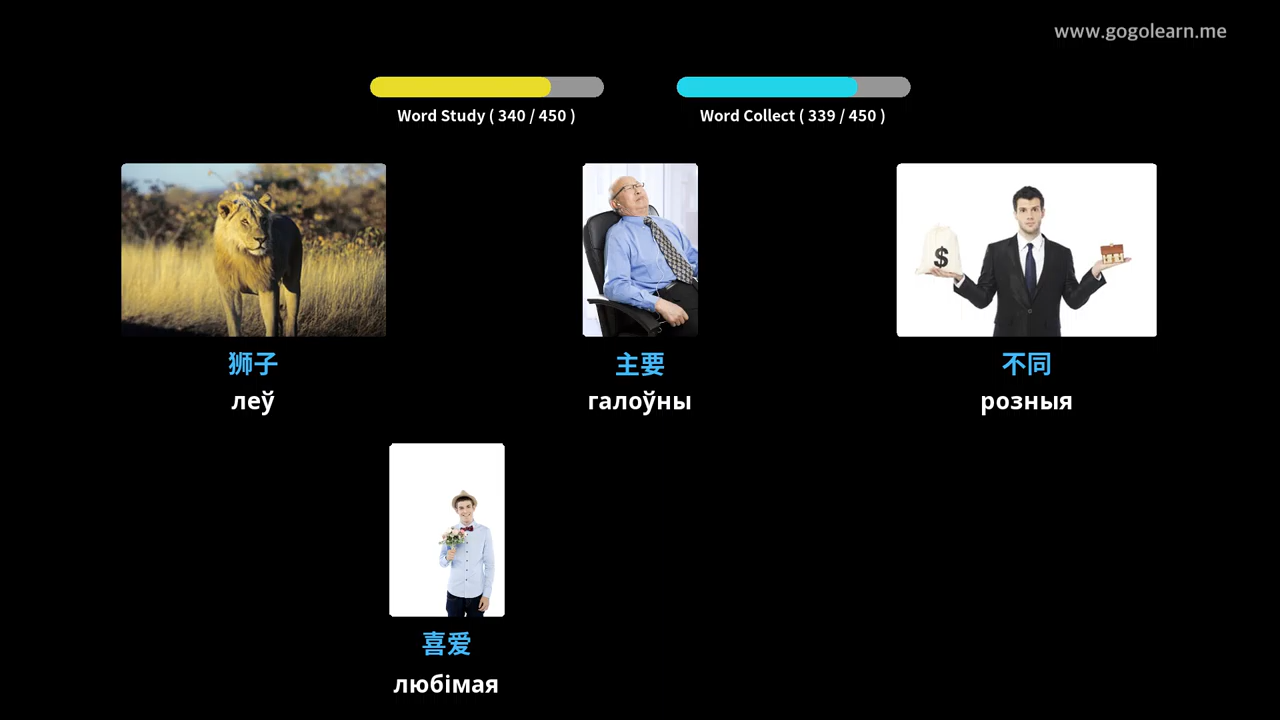 www.gogolearn.me
Word Study ( 340 / 450 )
Word Collect ( 339 / 450 )
$
狮子
леў
主要
галоўны
不同
розныя
喜爱
любімая